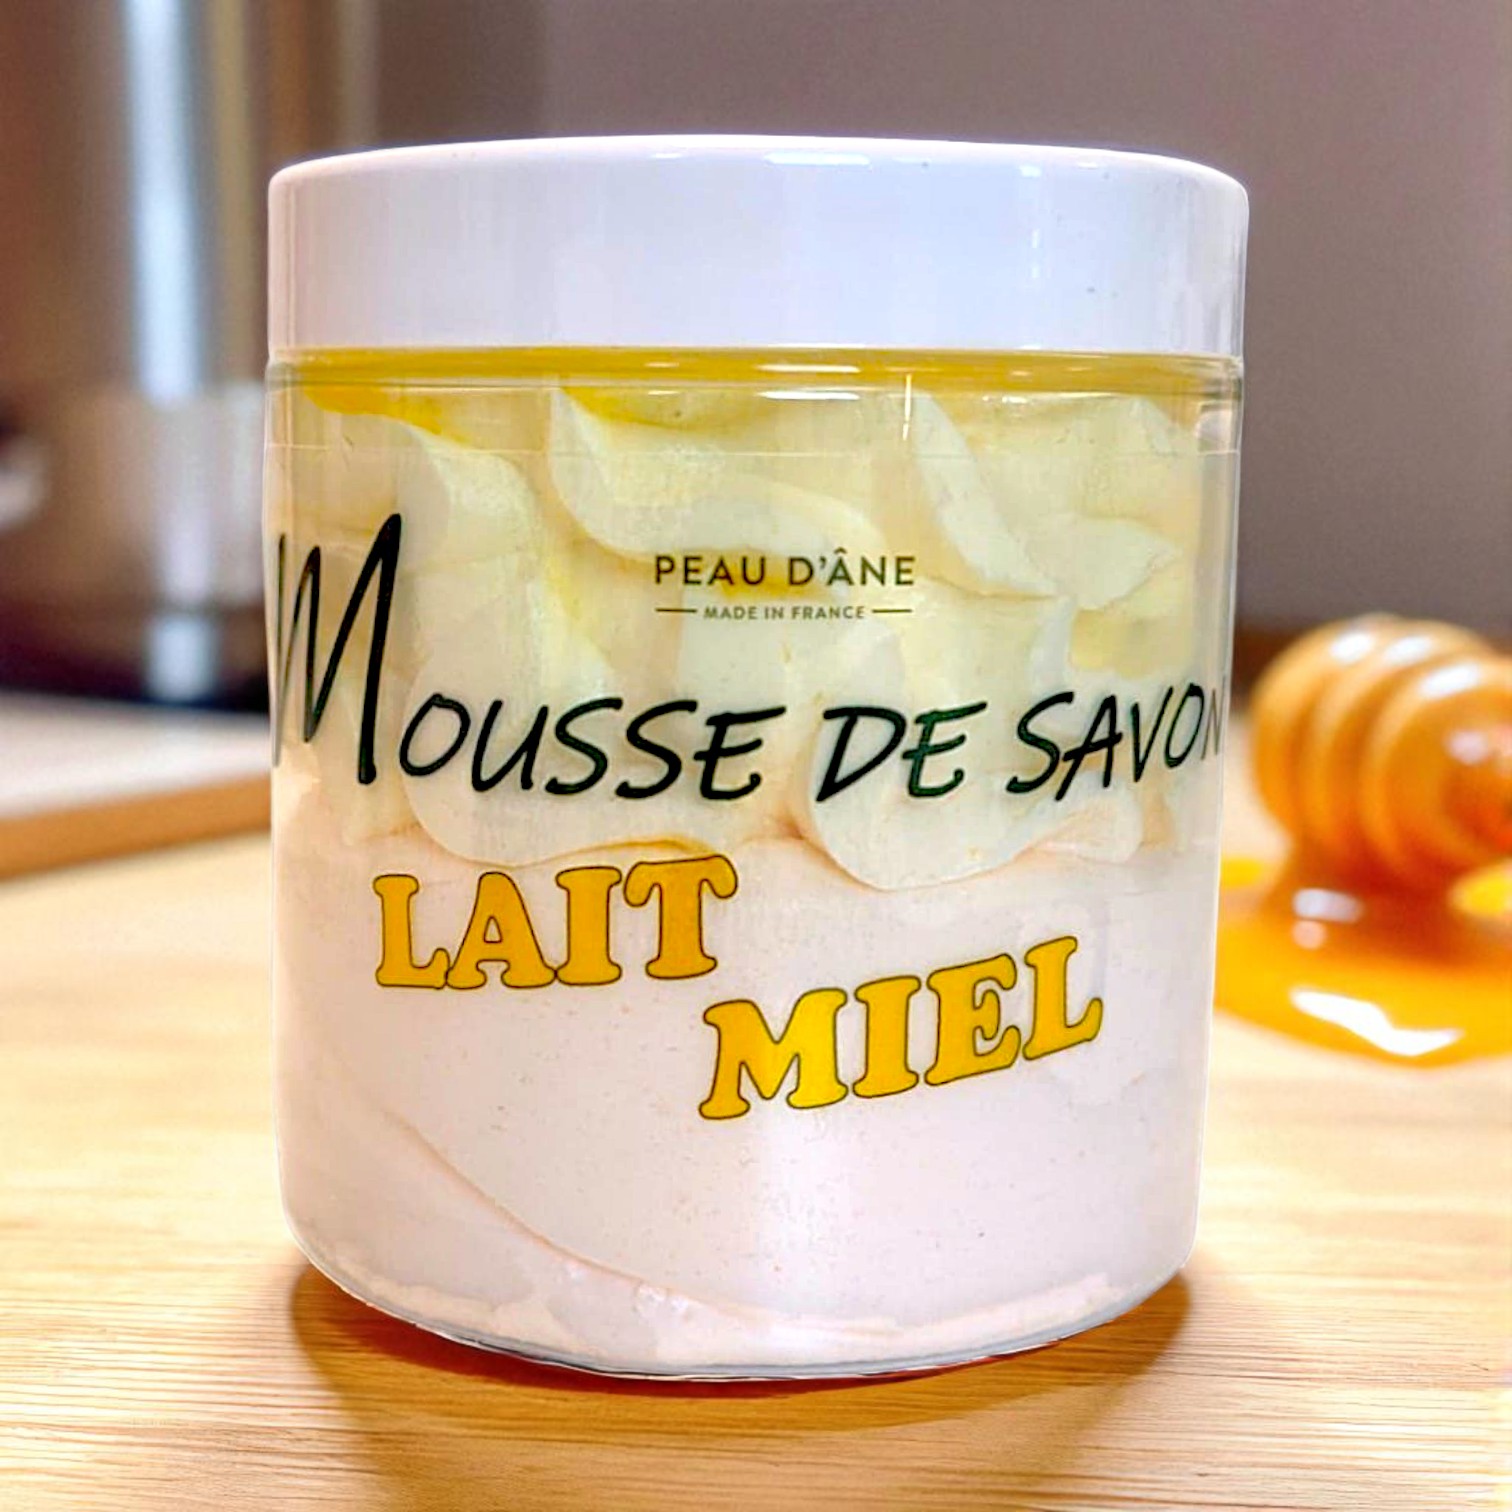 PEAU D'ÂNE
MADE IN FRANCE
MOUSSE DE SAVON
LAIT
MIEL